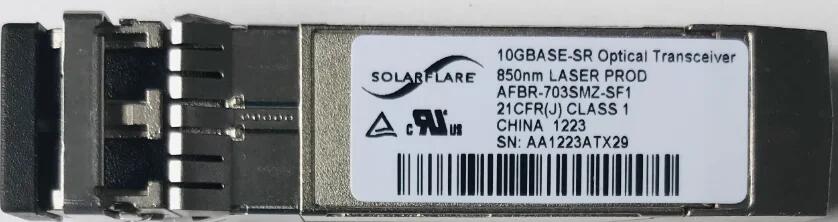 SOLARFLARE
10GBASE-SR Optical Transceiver
850nm LASER PROD
AFBR-703SMZ-SF1
21CFR(J) CLASS 1
CHINA 1223
SN: AA1223ATX29
c RU us